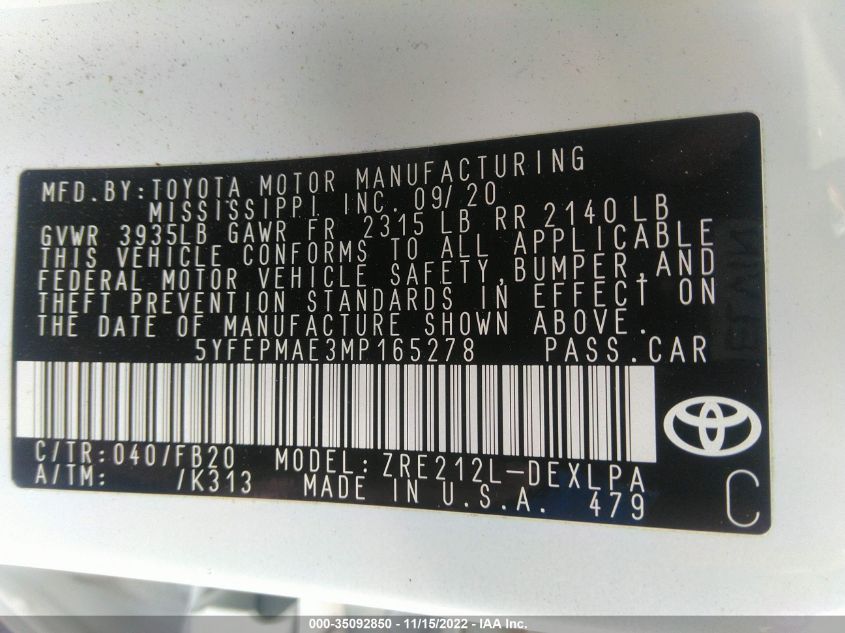 MFD.BY:TOYOTA MOTOR MANUFACTURING
MISSISSIPPI INC. 09/20
GVWR 3935LB GAWR FR 2315 LB RR 2140 LB
THIS VEHICLE CONFORMS TO ALL APPLICABLE
FEDERAL MOTOR VEHICLE SAFETY,BUMPER,AND
THEFT PREVENTION STANDARDS IN EFFECT ON
THE DATE OF MANUFACTURE SHOWN ABOVE.
5YFEPMAE3MP165278 PASS.CAR
C/TR:040/FB20 MODEL:ZRE212L-DEXLPA
A/TM: /K313 MADE IN U.S.A. 479
C
000-35092850 - 11/15/2022 - IAA Inc.